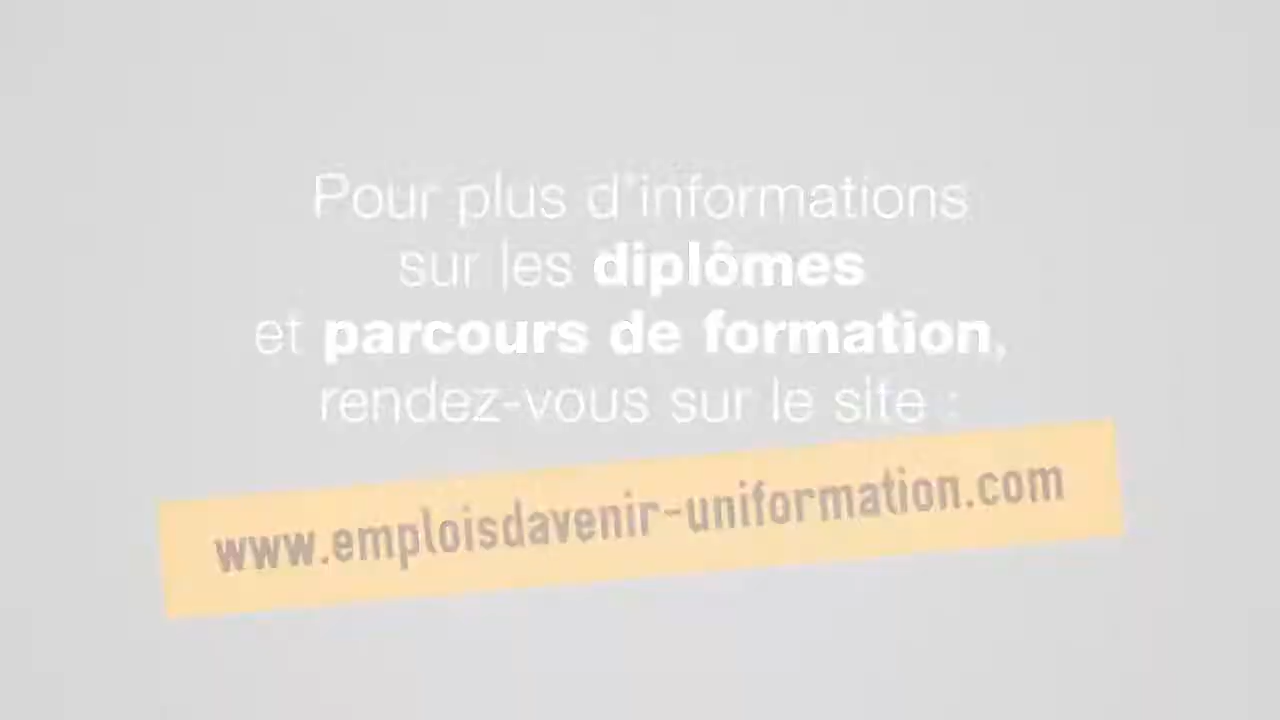 Pour plus d'informations
sur les diplômes
et parcours de formation,
rendez-vous sur le site :
www.emploisdavenir-uniformation.com